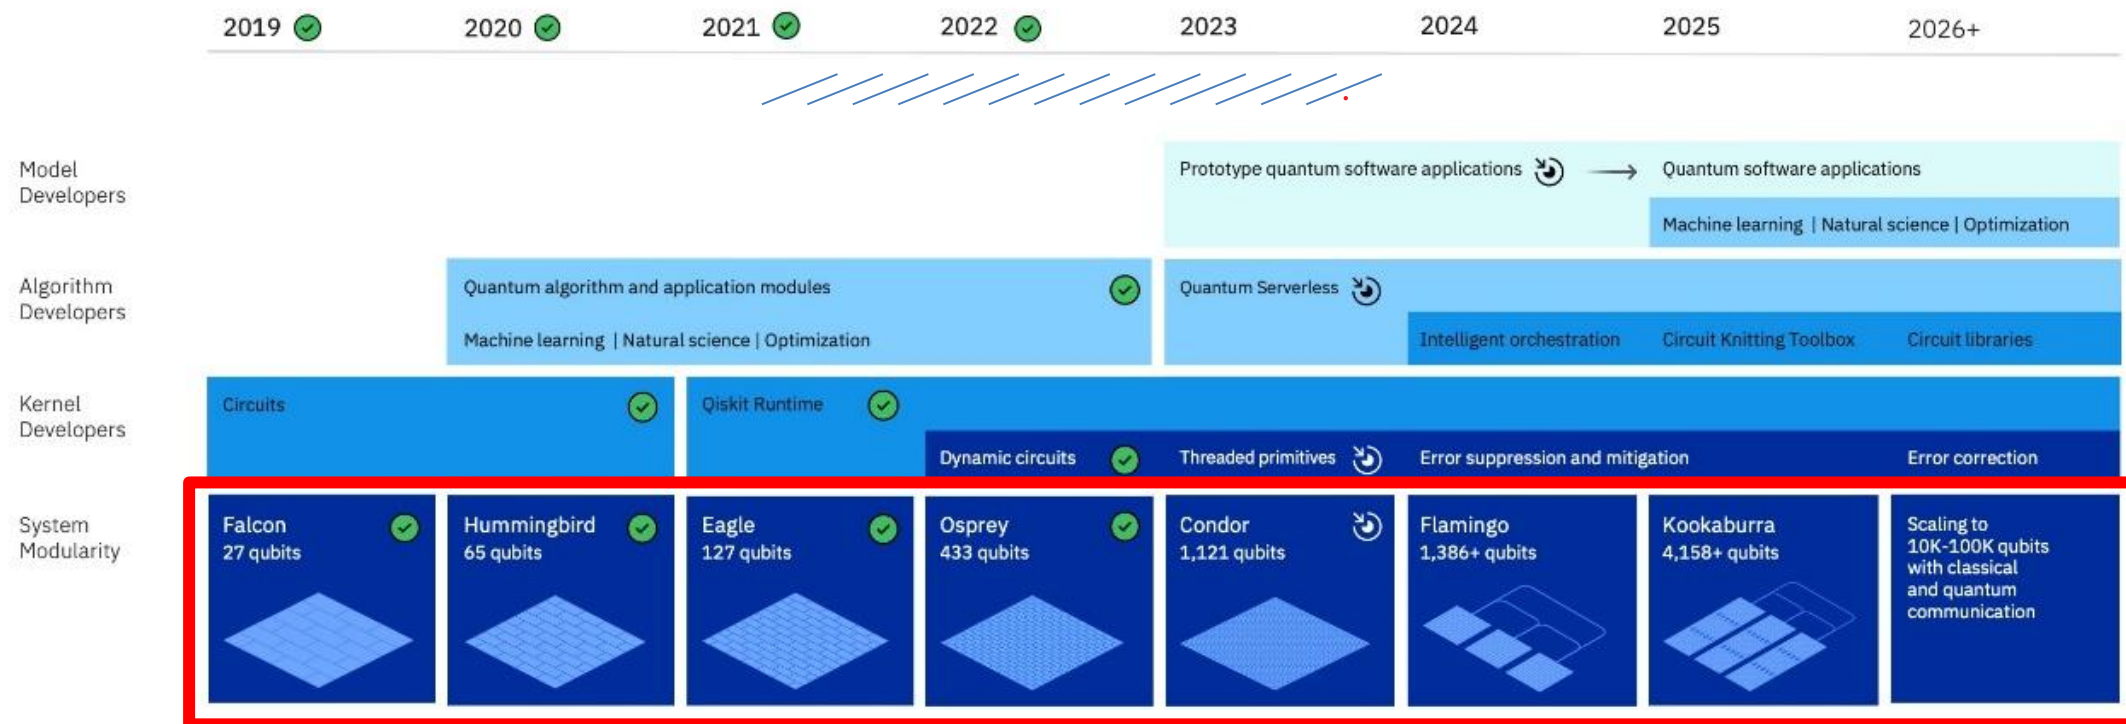 2019
2020
2021
2022
2023
2024
2025
2026+
Model
Developers
Prototype quantum software applications
Quantum software applications
Machine learning | Natural science | Optimization
Algorithm
Developers
Quantum algorithm and application modules
Machine learning | Natural science | Optimization
Quantum Serverless
Intelligent orchestration
Circuit Knitting Toolbox
Circuit libraries
Kernel
Developers
Circuits
Qiskit Runtime
Dynamic circuits
Threaded primitives
Error suppression and mitigation
Error correction
System
Modularity
Falcon
27 qubits
Hummingbird
65 qubits
Eagle
127 qubits
Osprey
433 qubits
Condor
1,121 qubits
Flamingo
1,386+ qubits
Kookaburra
4,158+ qubits
Scaling to
10K-100K qubits
with classical
and quantum
communication